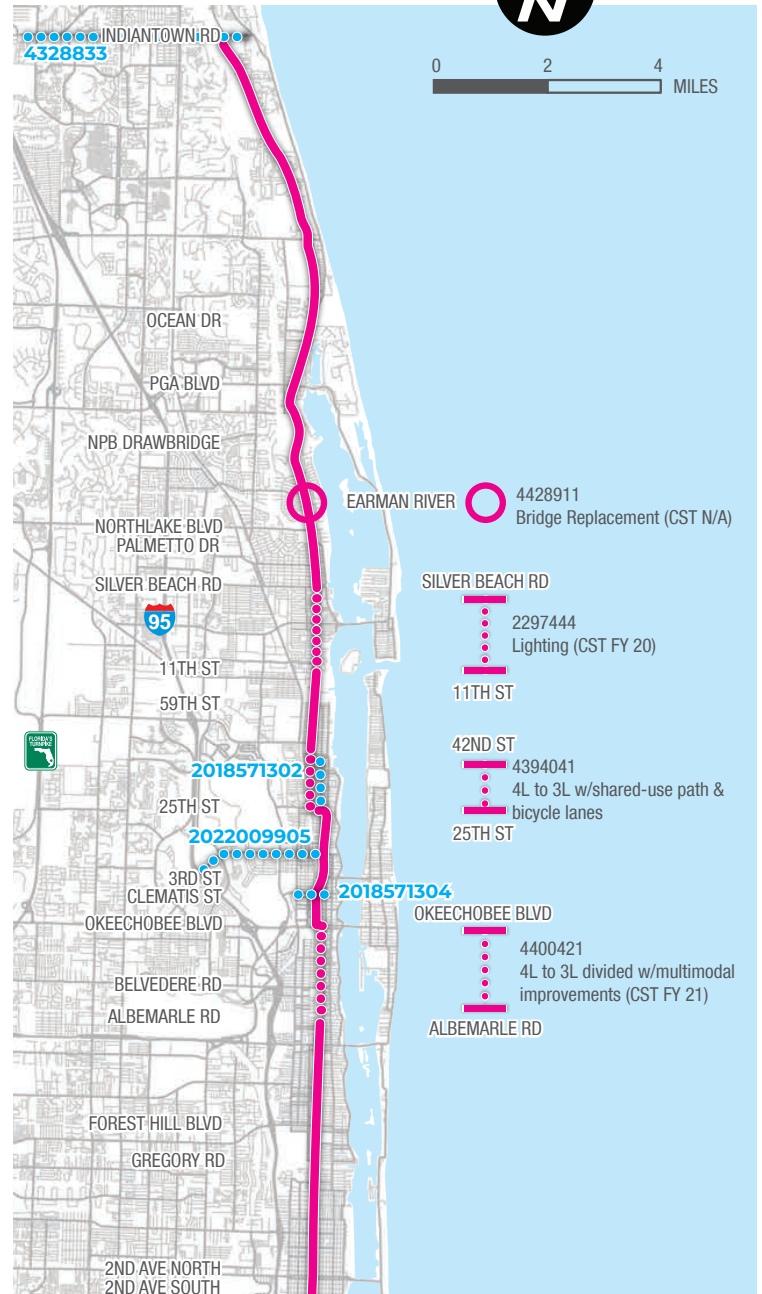 N
INDIANTOWN RD
4328833
0 2 4
MILES
OCEAN DR
PGA BLVD
NPB DRAWBRIDGE
EARMAN RIVER
4428911
Bridge Replacement (CST N/A)
NORTHLAKE BLVD
PALMETTO DR
SILVER BEACH RD
SILVER BEACH RD
95
2297444
Lighting (CST FY 20)
11TH ST
11TH ST
59TH ST
FLORIDA'S
TURNPIKE
42ND ST
2018571302
4394041
4L to 3L w/shared-use path &
bicycle lanes
25TH ST
25TH ST
2022009905
3RD ST
CLEMATIS ST
2018571304
OKEECHOBEE BLVD
OKEECHOBEE BLVD
4400421
4L to 3L divided w/multimodal
improvements (CST FY 21)
BELVEDERE RD
ALBEMARLE RD
ALBEMARLE RD
FOREST HILL BLVD
GREGORY RD
2ND AVE NORTH
2ND AVE SOUTH